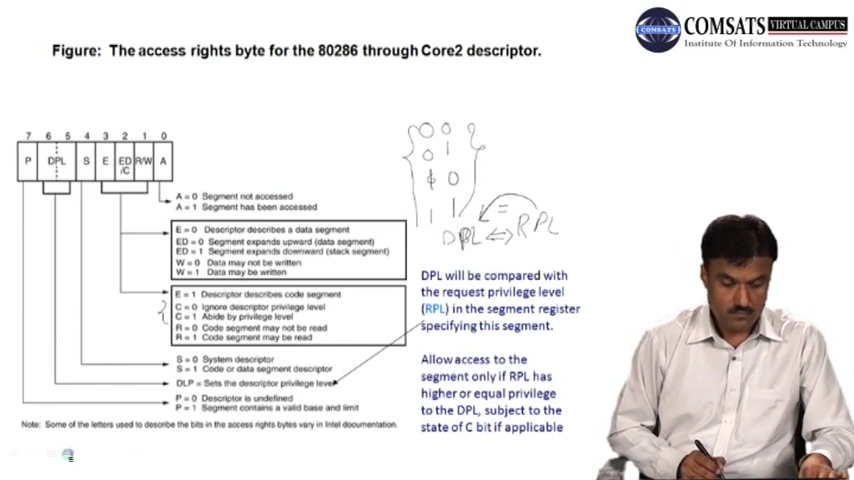 COMSATS VIRTUAL CAMPUS
COMSATS
Institute Of Information Technology
Figure: The access rights byte for the 80286 through Core2 descriptor.
7 6 5 4 3 2 1 0
P DPL S E ED/C R/W A
A = 0 Segment not accessed
A = 1 Segment has been accessed
E = 0 Descriptor describes a data segment
ED = 0 Segment expands upward (data segment)
ED = 1 Segment expands downward (stack segment)
W = 0 Data may not be written
W = 1 Data may be written
E = 1 Descriptor describes code segment
C = 0 Ignore descriptor privilege level
C = 1 Abide by privilege level
R = 0 Code segment may not be read
R = 1 Code segment may be read
S = 0 System descriptor
S = 1 Code or data segment descriptor
DLP = Sets the descriptor privilege level
P = 0 Descriptor is undefined
P = 1 Segment contains a valid base and limit
Note: Some of the letters used to describe the bits in the access rights bytes vary in Intel documentation.
0 0
0 1
1 0
1 1
=
DPL ↔ RPL
DPL will be compared with
the request privilege level
(RPL) in the segment register
specifying this segment.
Allow access to the
segment only if RPL has
higher or equal privilege
to the DPL, subject to the
state of C bit if applicable